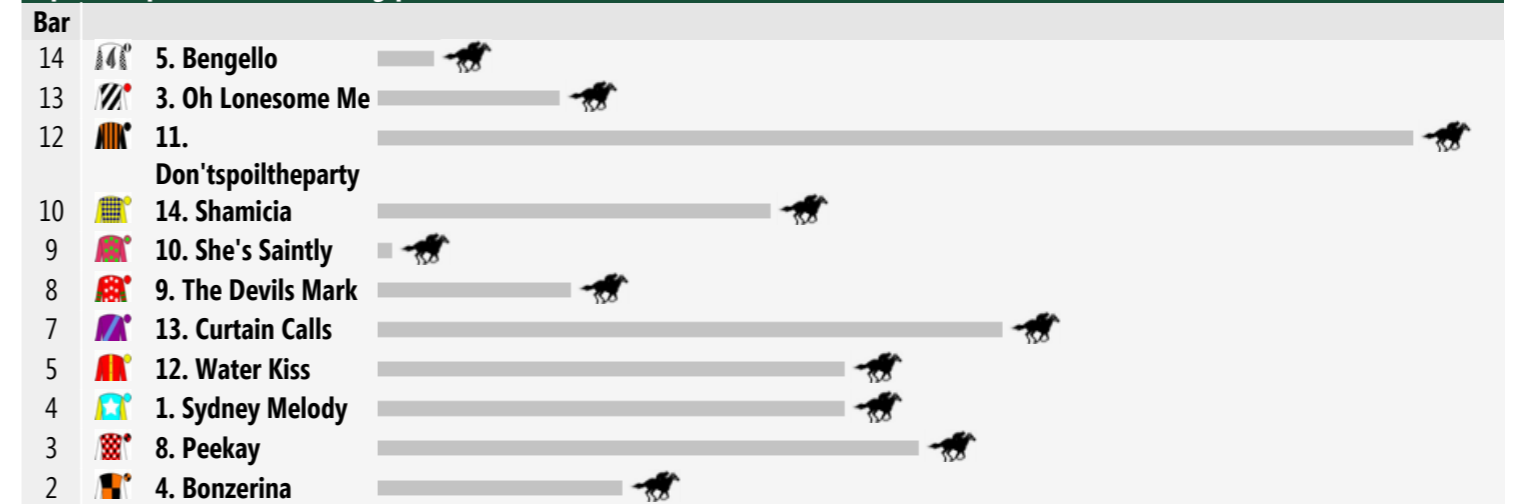 Bar
14 5. Bengello
13 3. Oh Lonesome Me
12 11.
Don'tspoiltheparty
10 14. Shamicia
9 10. She's Saintly
8 9. The Devils Mark
7 13. Curtain Calls
5 12. Water Kiss
4 1. Sydney Melody
3 8. Peekay
2 4. Bonzerina